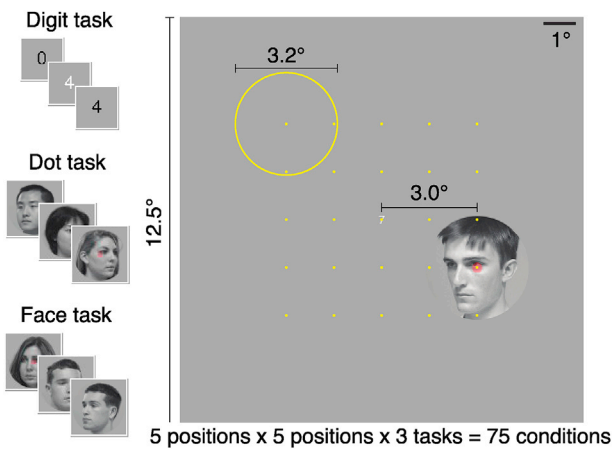 Digit task
0
4
4
Dot task
Face task
1°
3.2°
3.0°
7
12.5°
5 positions x 5 positions x 3 tasks = 75 conditions